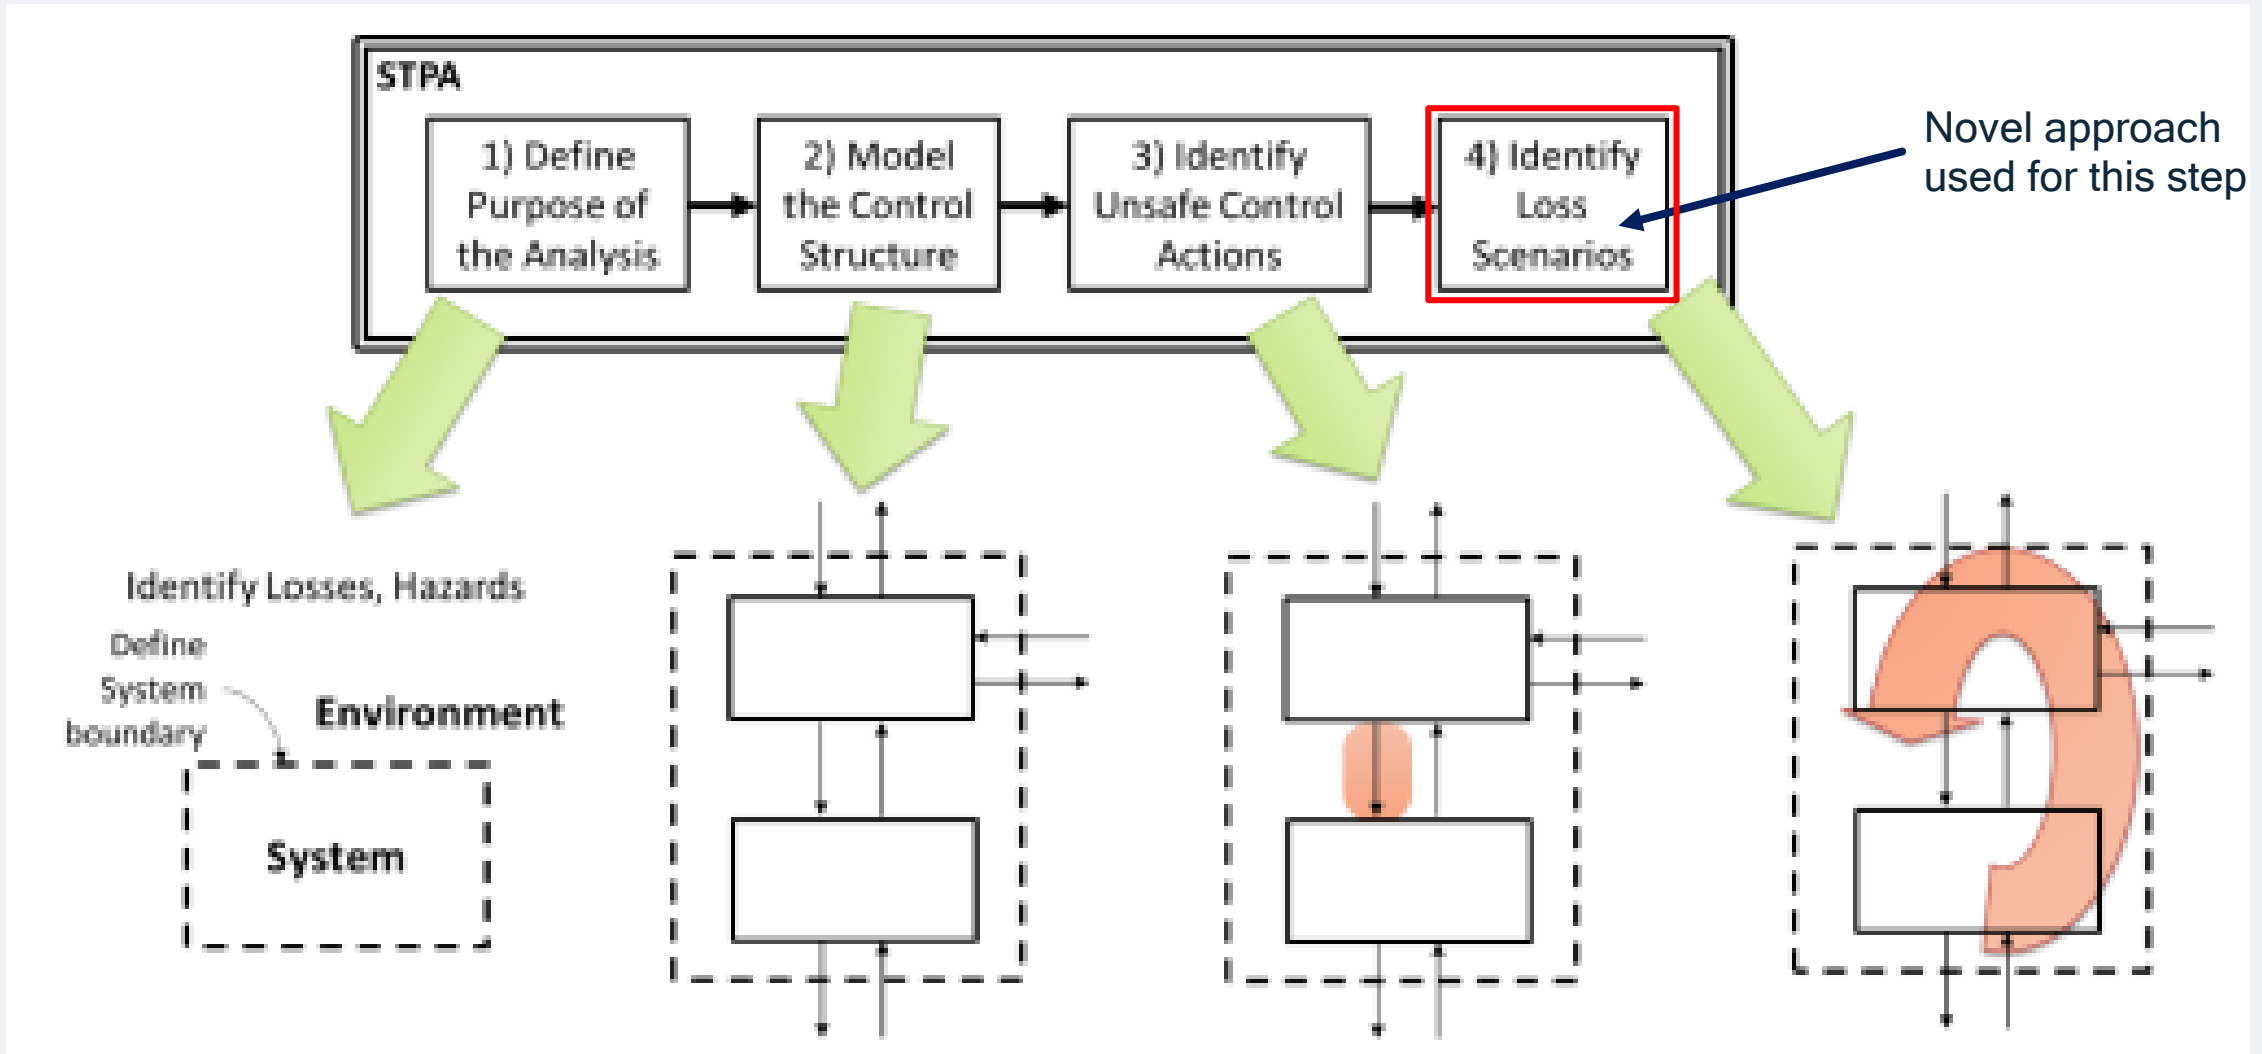 STPA
1) Define
Purpose of
the Analysis
2) Model
the Control
Structure
3) Identify
Unsafe Control
Actions
4) Identify
Loss
Scenarios
Novel approach
used for this step
Identify Losses, Hazards
Define
System
boundary
Environment
System